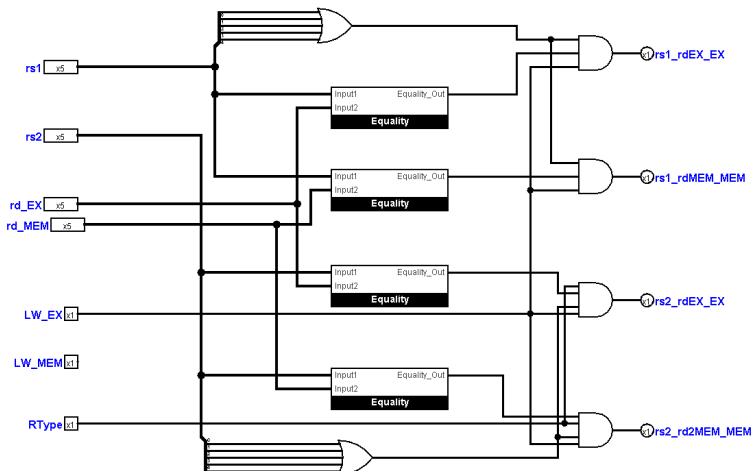 rs1
x5
rs2
x5
rd_EX
x5
rd_MEM
x5
LW_EX
x1
LW_MEM
x1
RType
x1
Input1
Equality_Out
Input2
Equality
Input1
Equality_Out
Input2
Equality
Input1
Equality_Out
Input2
Equality
Input1
Equality_Out
Input2
Equality
x1
rs1_rdEX_EX
x1
rs1_rdMEM_MEM
x1
rs2_rdEX_EX
x1
rs2_rd2MEM_MEM